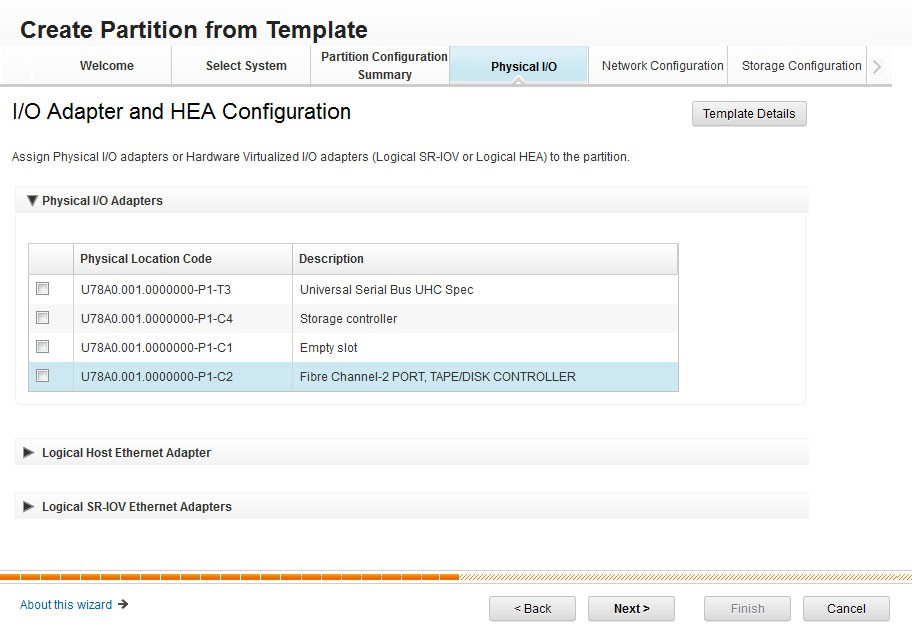 Create Partition from Template
Welcome
Select System
Partition Configuration
Summary
Physical I/O
Network Configuration
Storage Configuration
I/O Adapter and HEA Configuration
Template Details
Assign Physical I/O adapters or Hardware Virtualized I/O adapters (Logical SR-IOV or Logical HEA) to the partition.
Physical I/O Adapters
Physical Location Code Description
U78A0.001.0000000-P1-T3 Universal Serial Bus UHC Spec
U78A0.001.0000000-P1-C4 Storage controller
U78A0.001.0000000-P1-C1 Empty slot
U78A0.001.0000000-P1-C2 Fibre Channel-2 PORT, TAPE/DISK CONTROLLER
Logical Host Ethernet Adapter
Logical SR-IOV Ethernet Adapters
About this wizard
< Back
Next >
Finish
Cancel